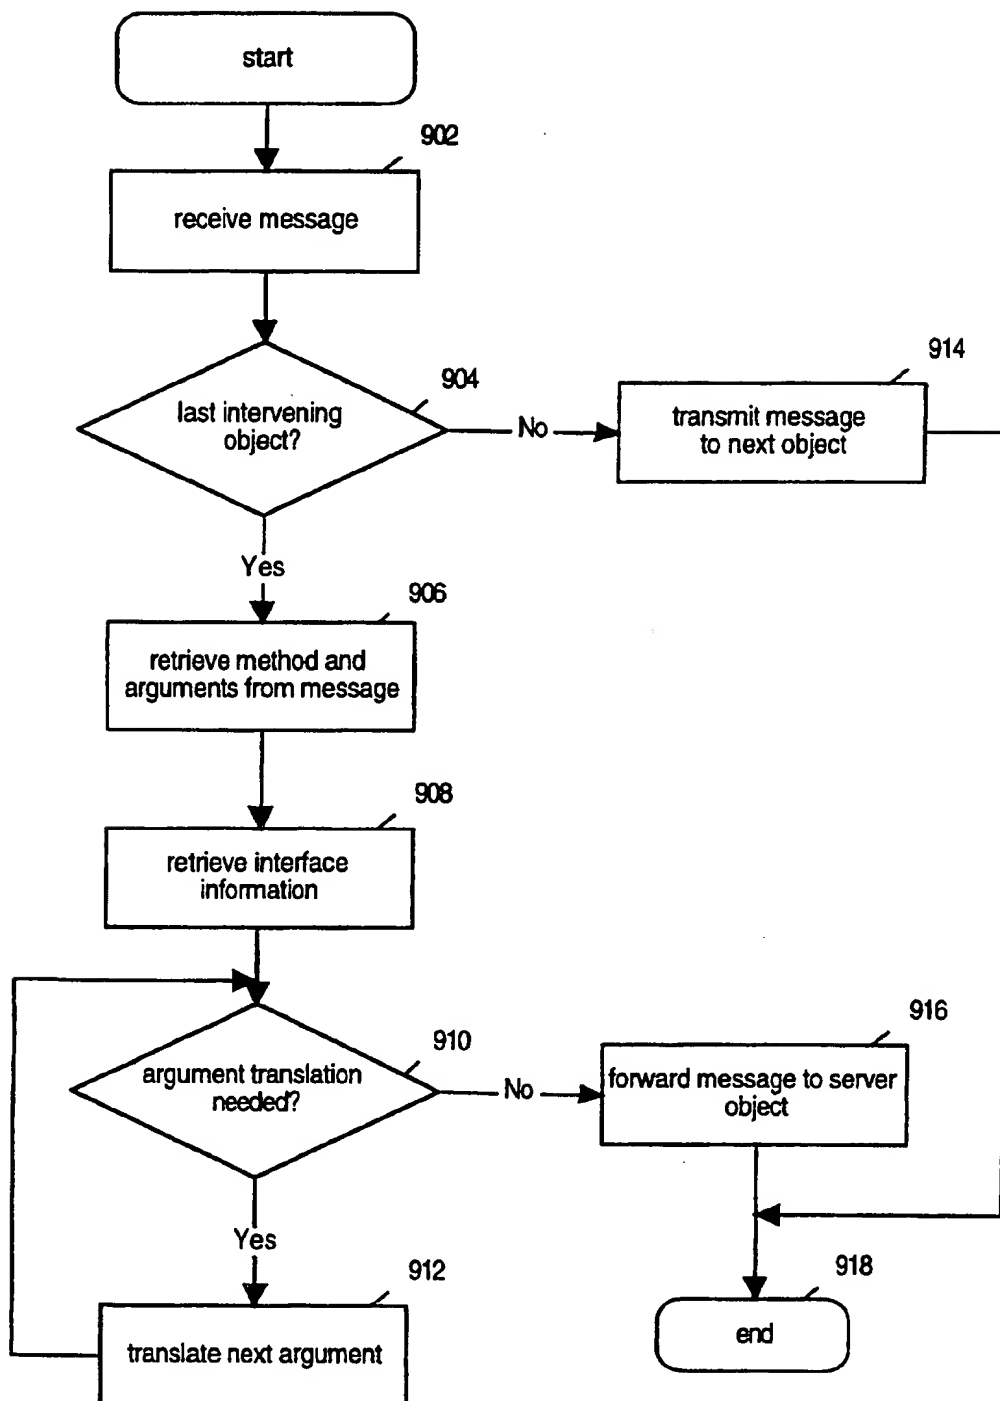 start
902
receive message
904
last intervening
object?
No
914
transmit message
to next object
Yes
906
retrieve method and
arguments from message
908
retrieve interface
information
910
argument translation
needed?
No
916
forward message to server
object
Yes
912
translate next argument
918
end